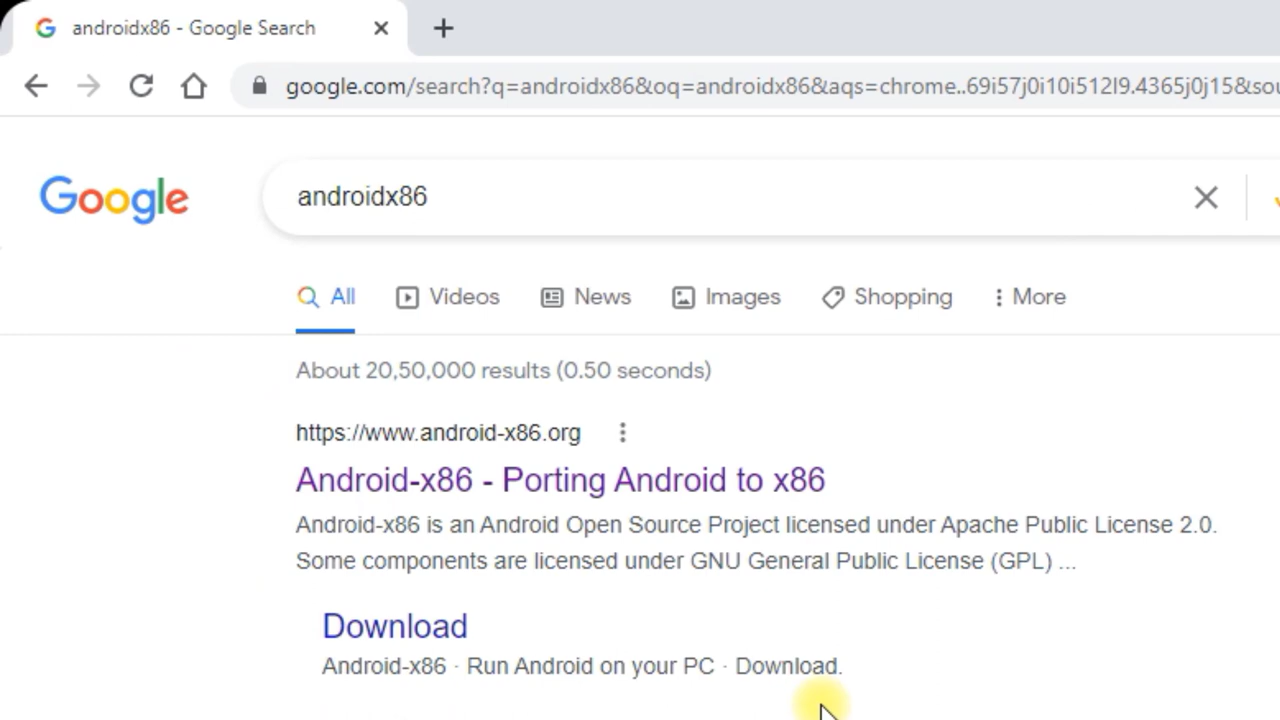 androidx86 - Google Search
google.com/search?q=androidx86&oq=androidx86&aqs=chrome..69i57j0i10i512l9.4365j0j15&sou
Google
androidx86
All Videos News Images Shopping More
About 20,50,000 results (0.50 seconds)
https://www.android-x86.org
Android-x86 - Porting Android to x86
Android-x86 is an Android Open Source Project licensed under Apache Public License 2.0.
Some components are licensed under GNU General Public License (GPL) ...
Download
Android-x86 · Run Android on your PC · Download.